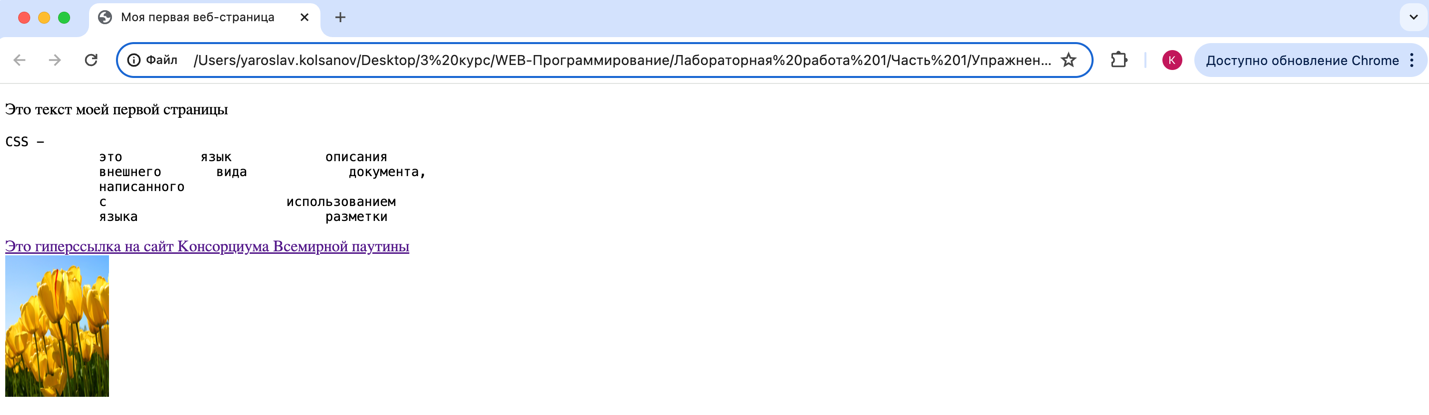 Моя первая веб-страница
Файл /Users/yaroslav.kolsanov/Desktop/3%20курс/WEB-Программирование/Лабораторная%20работа%201/Часть%201/Упражнен...
K
Доступно обновление Chrome
Это текст моей первой страницы
CSS –
это язык описания
внешнего вида документа,
написанного
с использованием
языка разметки
Это гиперссылка на сайт Консорциума Всемирной паутины